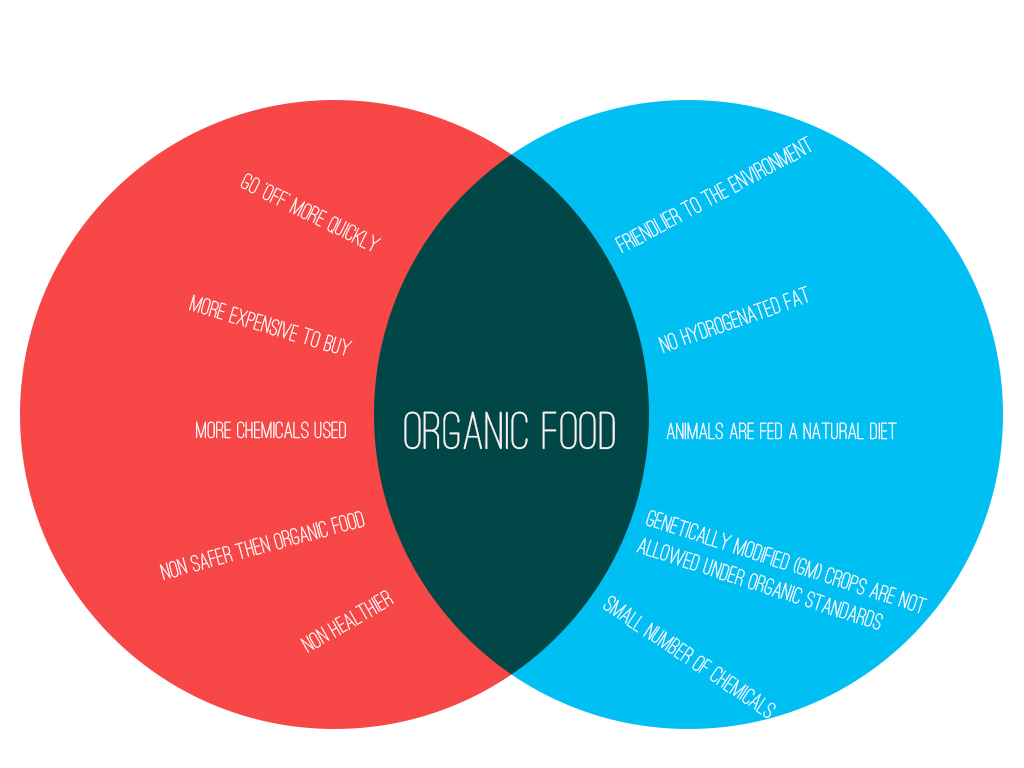 GO 'OFF' MORE QUICKLY
MORE EXPENSIVE TO BUY
MORE CHEMICALS USED
NON SAFER THEN ORGANIC FOOD
NON HEALTHIER
ORGANIC FOOD
FRIENDLIER TO THE ENVIRONMENT
NO HYDROGENATED FAT
ANIMALS ARE FED A NATURAL DIET
GENETICALLY MODIFIED (GM) CROPS ARE NOT
ALLOWED UNDER ORGANIC STANDARDS
SMALL NUMBER OF CHEMICALS